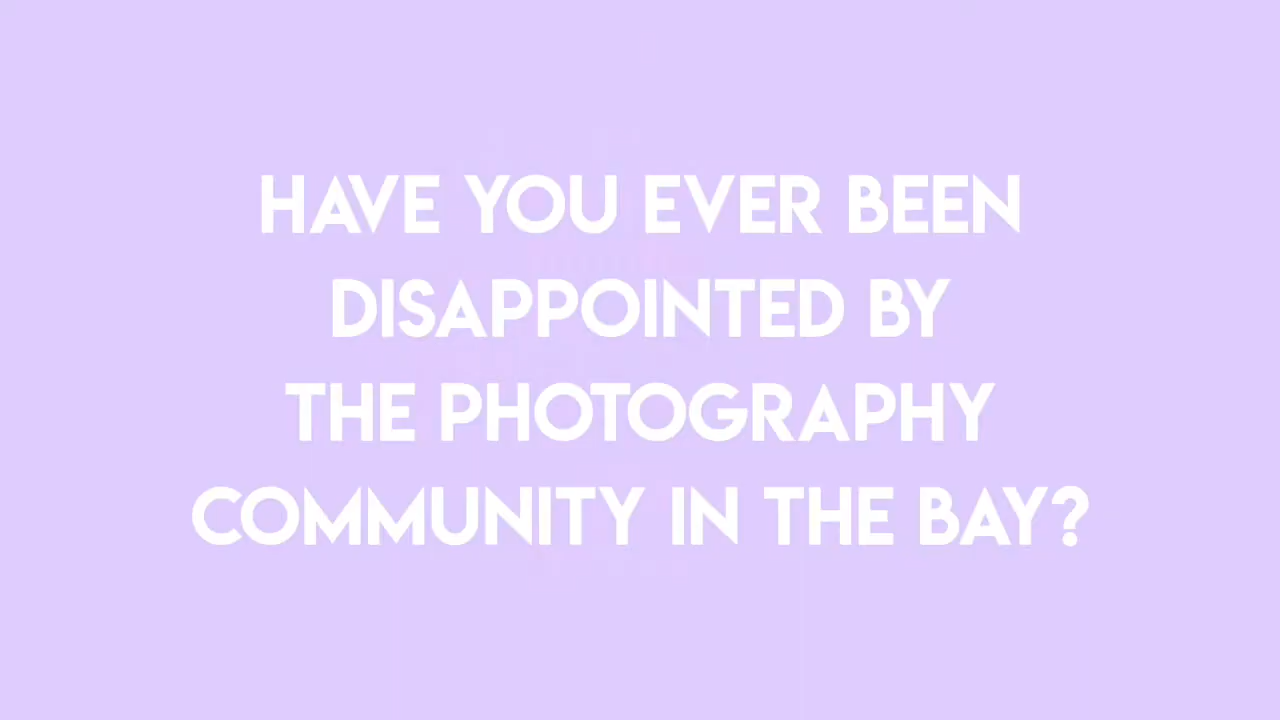 HAVE YOU EVER BEEN
DISAPPOINTED BY
THE PHOTOGRAPHY
COMMUNITY IN THE BAY?